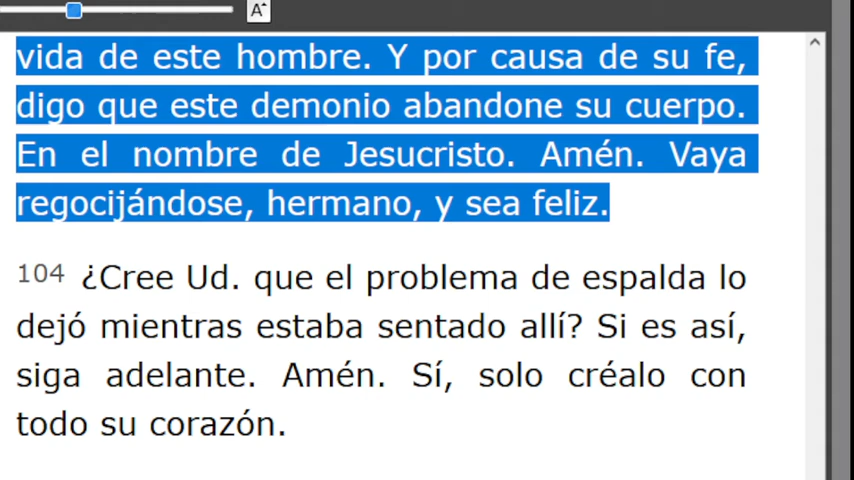 A
vida de este hombre. Y por causa de su fe,
digo que este demonio abandone su cuerpo.
En el nombre de Jesucristo. Amén. Vaya
regocijándose, hermano, y sea feliz.
104 ¿Cree Ud. que el problema de espalda lo
dejó mientras estaba sentado allí? Si es así,
siga adelante. Amén. Sí, solo créalo con
todo su corazón.